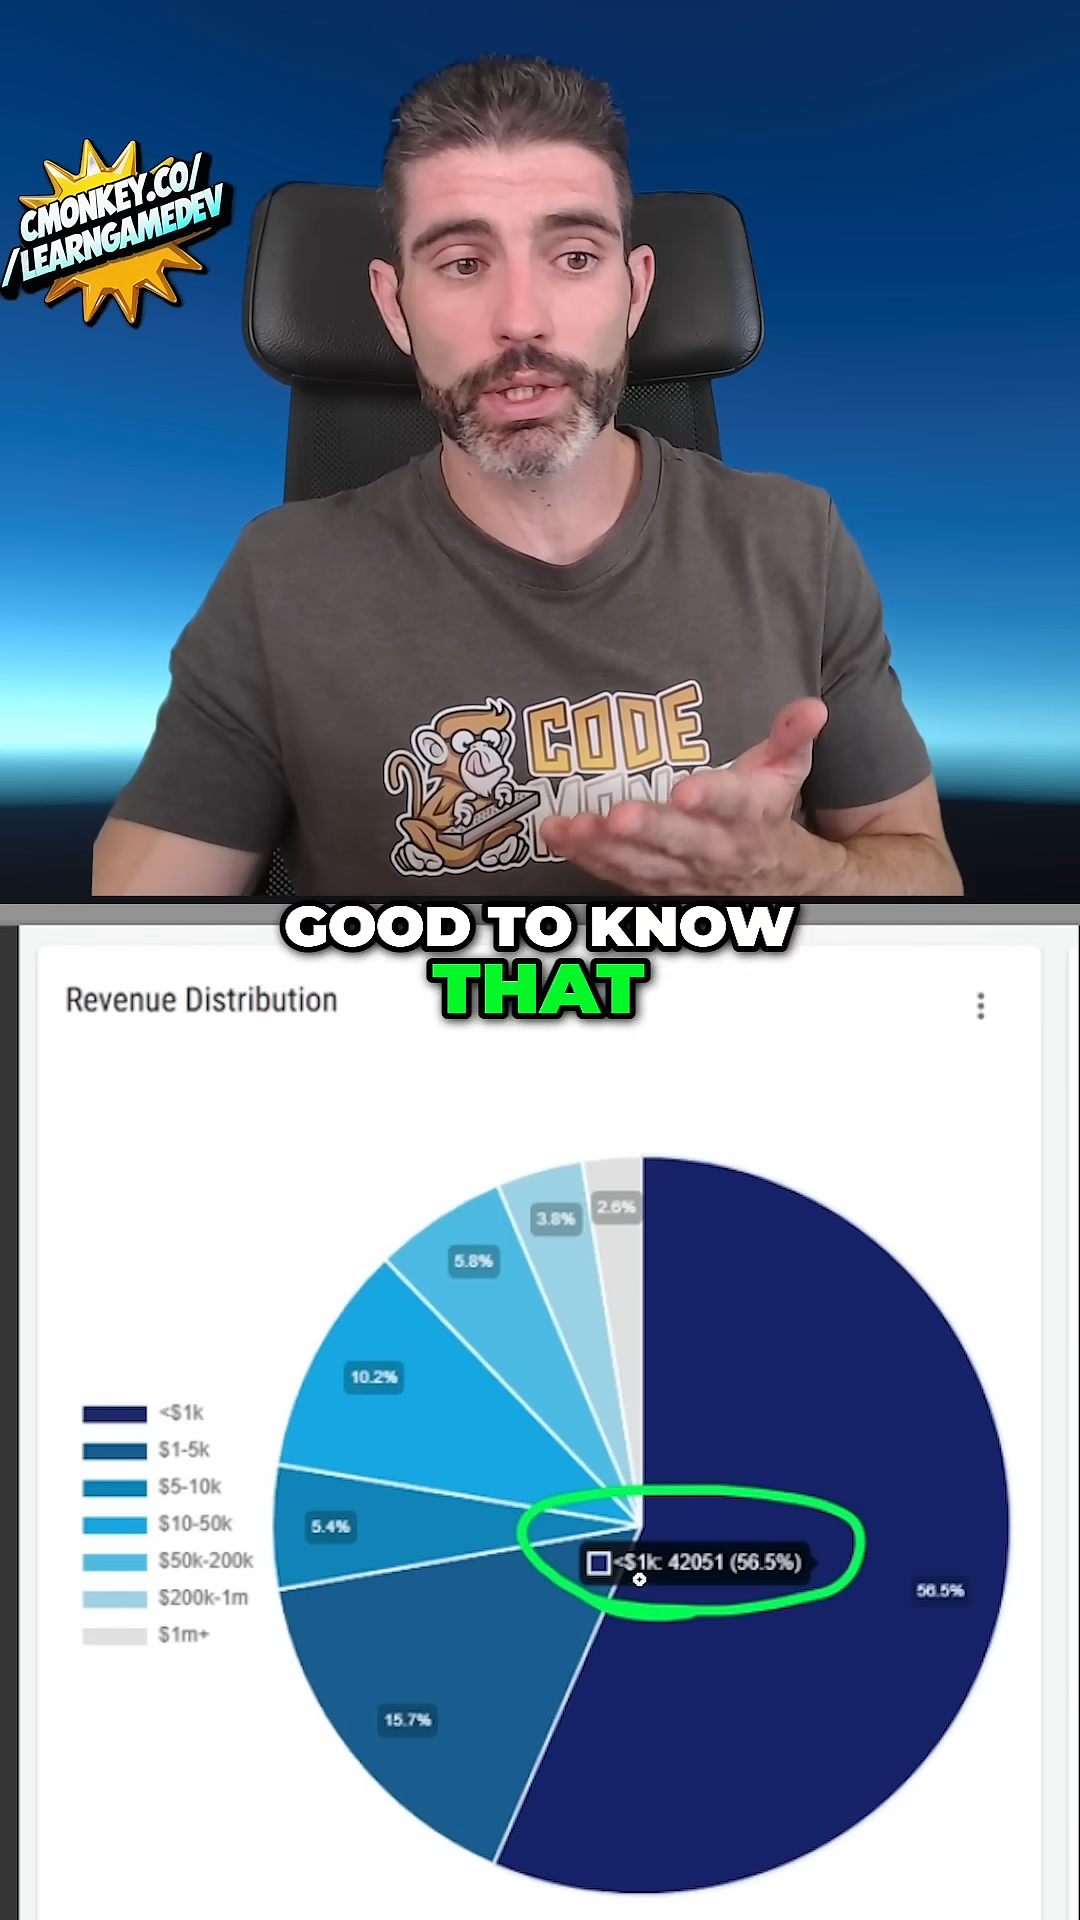 CMONKEY.CO/
/LEARNGAMEDEV
CODE
GOOD TO KNOW
THAT
Revenue Distribution
2.6%
3.8%
5.8%
10.2%
<$1k
$1-5k
$5-10k
5.4%
$10-50k
<$1k: 42051 (56.5%)
$50k-200k
56.5%
$200k-1m
$1m+
15.7%